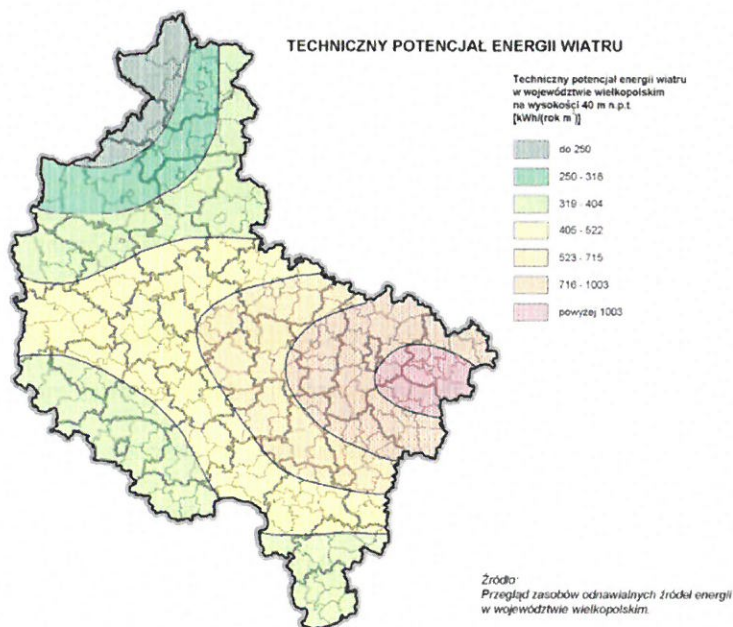 TECHNICZNY POTENCJAŁ ENERGII WIATRU
Techniczny potencjał energii wiatru
w województwie wielkopolskim
na wysokości 40 m n.p.t.
[kWh/(rok m²)]
do 250
250 - 318
319 - 404
405 - 522
523 - 715
716 - 1003
powyżej 1003
Źródło:
Przegląd zasobów odnawialnych źródeł energii
w województwie wielkopolskim.